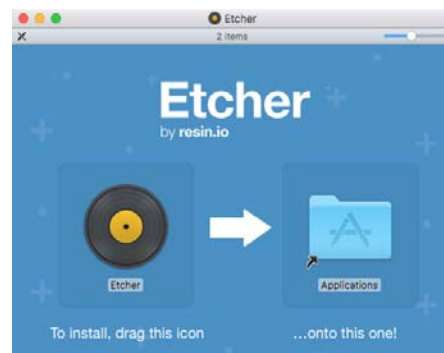 Etcher
2 items
Etcher
by resin.io
Etcher
Applications
To install, drag this icon
...onto this one!